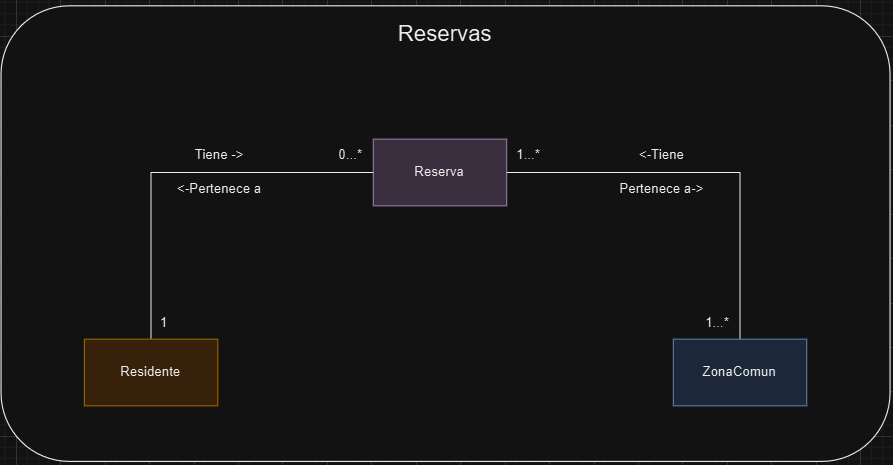 Reservas
Tiene ->
0...*
Reserva
1...*
<-Tiene
<-Pertenece a
Pertenece a->
1
1...*
Residente
ZonaComun